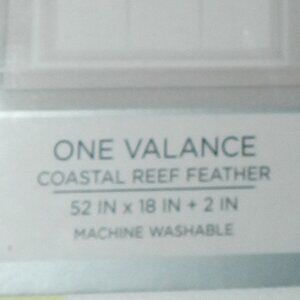 ONE VALANCE
COASTAL REEF FEATHER
52 IN x 18 IN + 2 IN
MACHINE WASHABLE